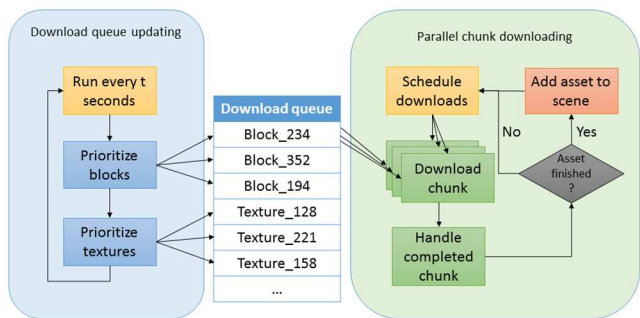 Download queue updating
Run every t
seconds
Prioritize
blocks
Prioritize
textures
Download queue
Block_234
Block_352
Block_194
Texture_128
Texture_221
Texture_158
...
Parallel chunk downloading
Schedule
downloads
Add asset to
scene
No
Yes
Asset
finished
?
Download
chunk
Handle
completed
chunk